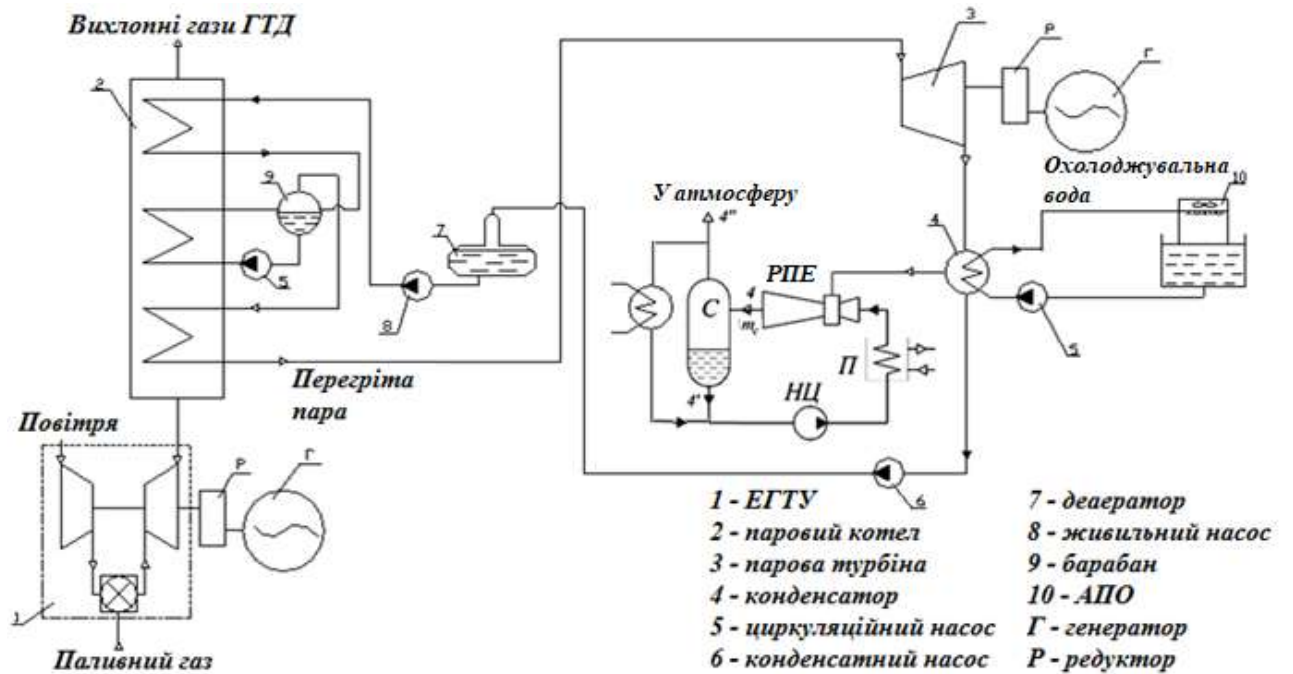 Вихлопні гази ГТД
2
3
Р
Г
Охолоджувальна
вода
10
У атмосферу
4"
9
7
4
РПЕ
4
С
m_c
5
8
5
П
НЦ
4'
Перегріта
пара
Повітря
Р
Г
6
1
Паливний газ
1 - ЕГТУ
2 - паровий котел
3 - парова турбіна
4 - конденсатор
5 - циркуляційний насос
6 - конденсатний насос
7 - деаератор
8 - живильний насос
9 - барабан
10 - АПО
Г - генератор
Р - редуктор